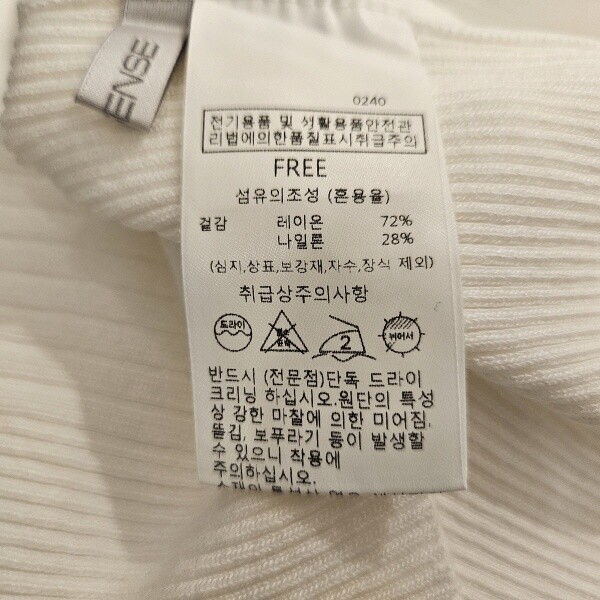 ENSE
0240
전기용품 및 생활용품안전관
리법에의한품질표시취급주의
FREE
섬유의조성 (혼용율)
겉감 레이온 72%
나일론 28%
(심지,상표,보강재,자수,장식 제외)
취급상주의사항
드라이 2 뉘어서
반드시 (전문점)단독 드라이
크리닝 하십시오.원단의 특성
상 강한 마찰에 의한 미어짐.
뜯김, 보푸라기 등이 발생할
수 있으니 착용에
주의하십시오.